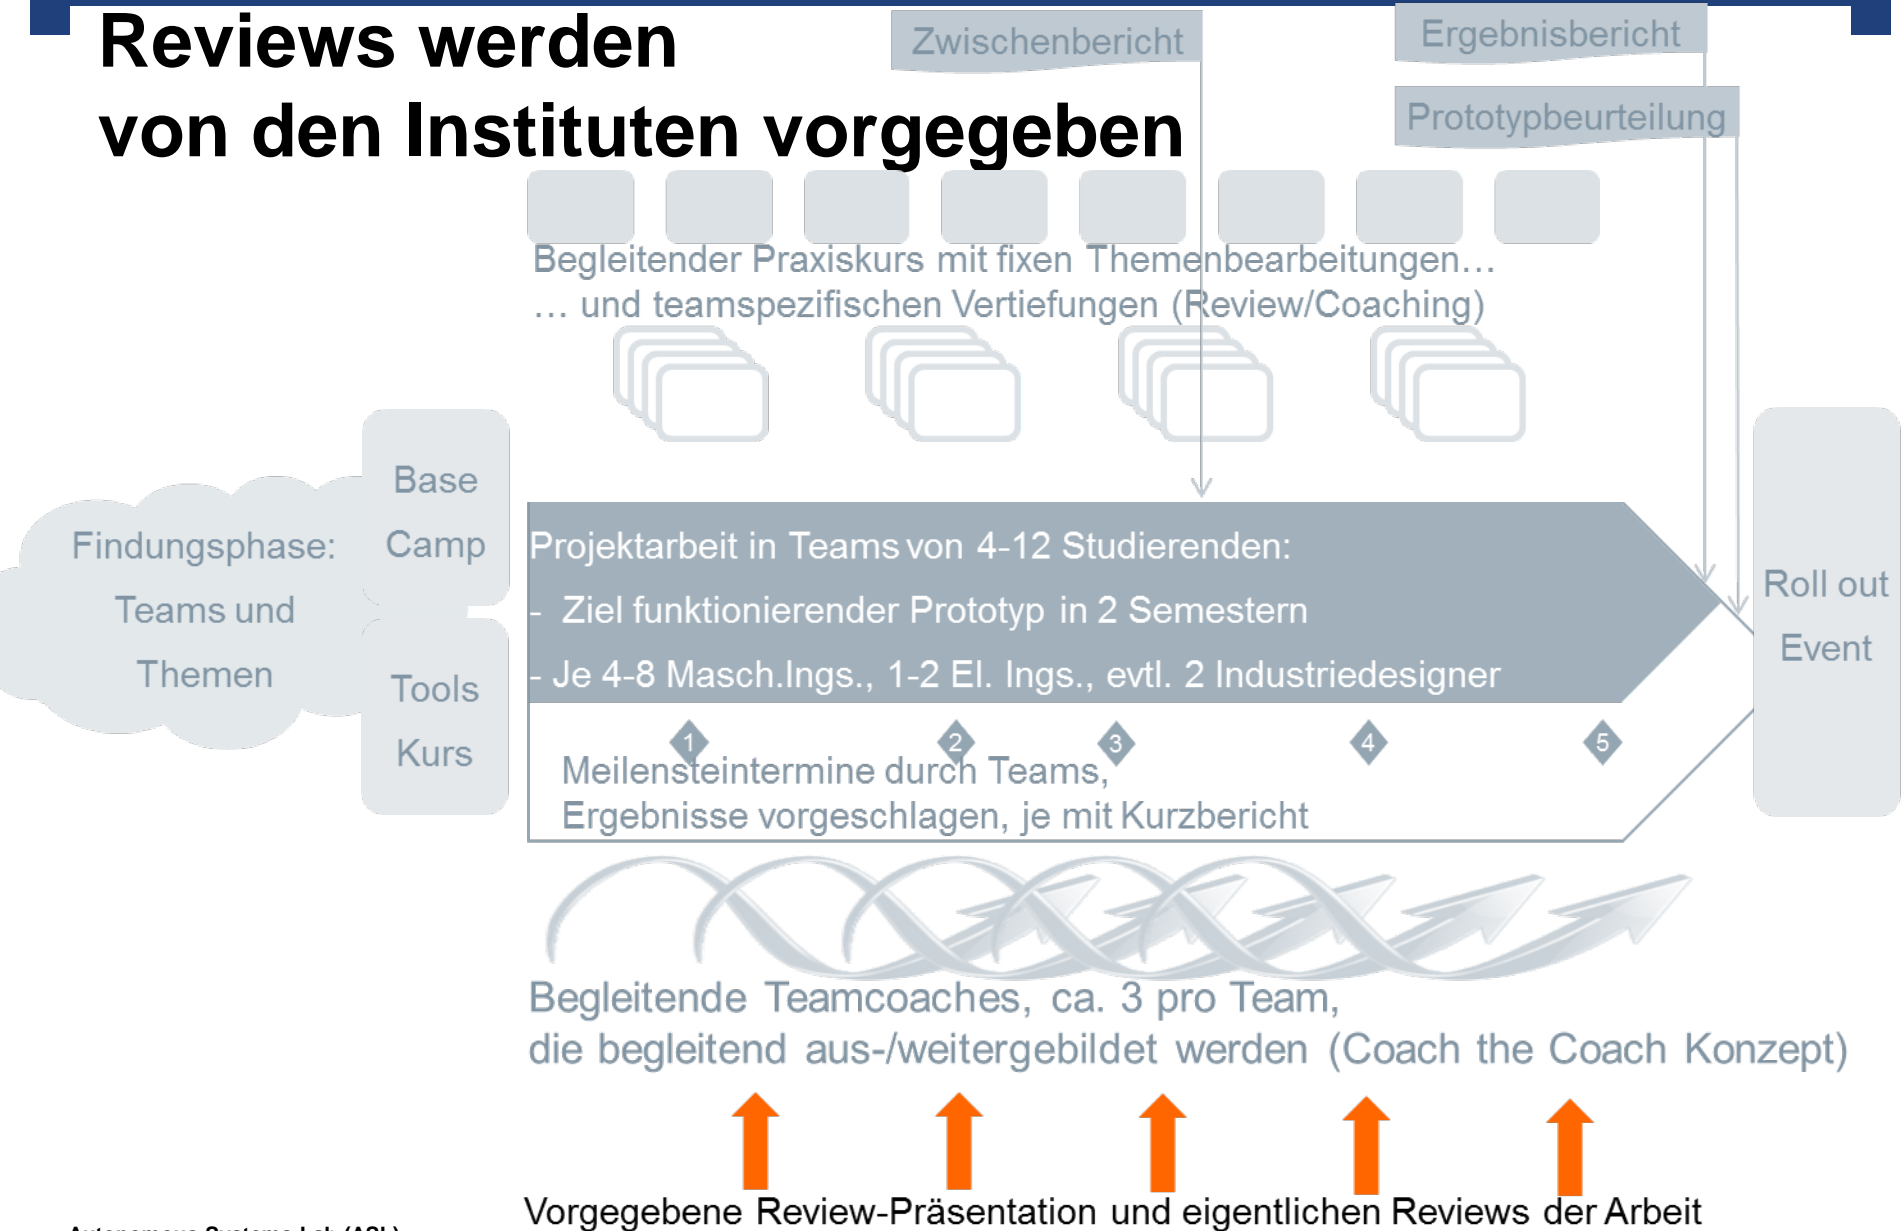 Reviews werden
von den Instituten vorgegeben
Zwischenbericht
Ergebnisbericht
Prototypbeurteilung
Begleitender Praxiskurs mit fixen Themenbearbeitungen…
… und teamspezifischen Vertiefungen (Review/Coaching)
Findungsphase:
Teams und
Themen
Base
Camp
Tools
Kurs
Projektarbeit in Teams von 4-12 Studierenden:
- Ziel funktionierender Prototyp in 2 Semestern
- Je 4-8 Masch.Ings., 1-2 El. Ings., evtl. 2 Industriedesigner
1 2 3 4 5
Meilensteintermine durch Teams,
Ergebnisse vorgeschlagen, je mit Kurzbericht
Roll out
Event
Begleitende Teamcoaches, ca. 3 pro Team,
die begleitend aus-/weitergebildet werden (Coach the Coach Konzept)
Vorgegebene Review-Präsentation und eigentlichen Reviews der Arbeit
Autonomous Systems Lab (ASL)